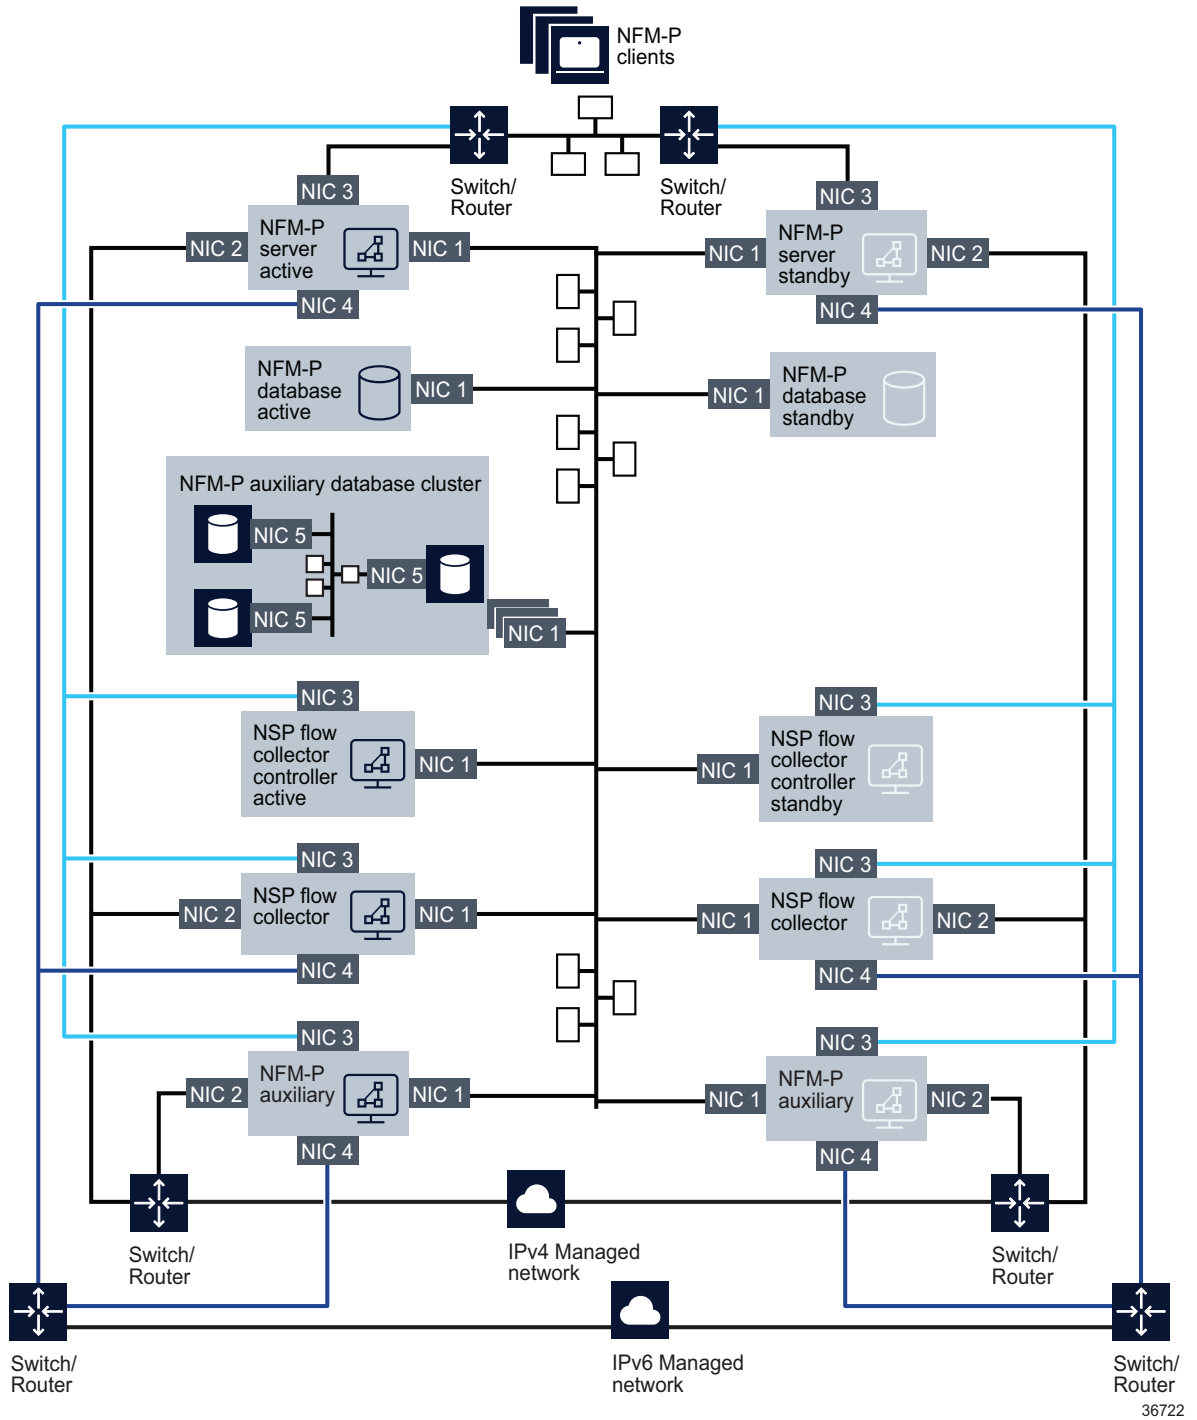 NFM-P
clients
Switch/
Router
Switch/
Router
NIC 3
NFM-P
server
active
NIC 2
NIC 1
NIC 4
NIC 3
NFM-P
server
standby
NIC 1
NIC 2
NIC 4
NFM-P
database
active
NIC 1
NIC 1
NFM-P
database
standby
NFM-P auxiliary database cluster
NIC 5
NIC 5
NIC 5
NIC 1
NIC 3
NSP flow
collector
controller
active
NIC 1
NIC 3
NSP flow
collector
controller
standby
NIC 1
NIC 3
NSP flow
collector
NIC 2
NIC 1
NIC 4
NIC 3
NSP flow
collector
NIC 1
NIC 2
NIC 4
NIC 3
NFM-P
auxiliary
NIC 2
NIC 1
NIC 4
NIC 3
NFM-P
auxiliary
NIC 1
NIC 2
NIC 4
Switch/
Router
IPv4 Managed
network
Switch/
Router
Switch/
Router
IPv6 Managed
network
Switch/
Router
36722